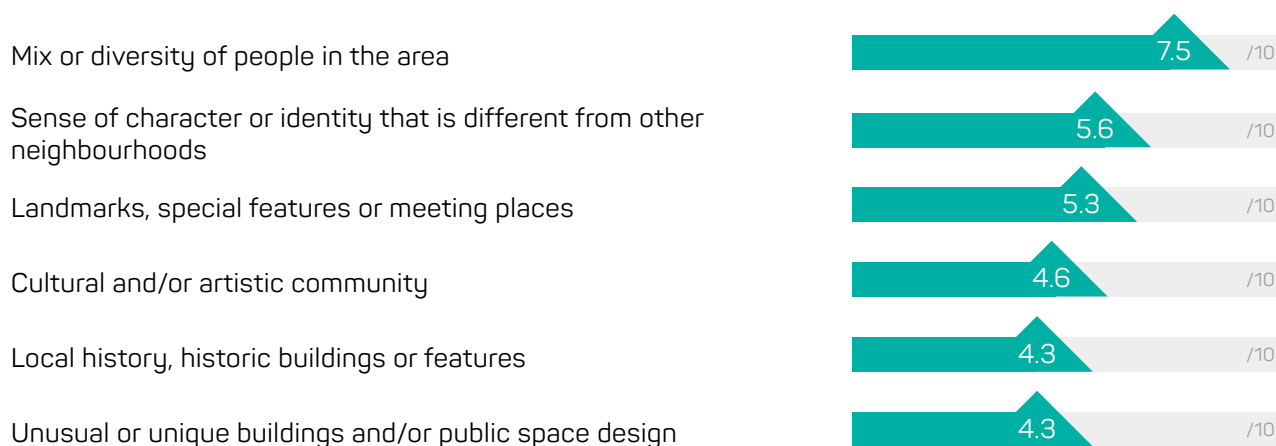 Mix or diversity of people in the area
7.5 /10
Sense of character or identity that is different from other
neighbourhoods
5.6 /10
Landmarks, special features or meeting places
5.3 /10
Cultural and/or artistic community
4.6 /10
Local history, historic buildings or features
4.3 /10
Unusual or unique buildings and/or public space design
4.3 /10